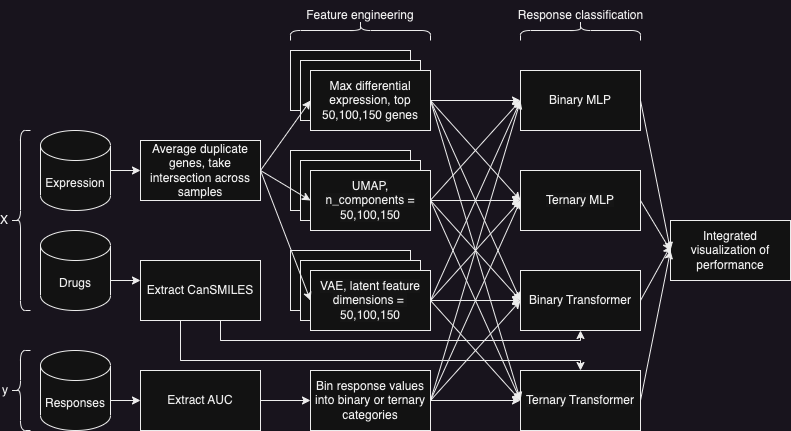 Feature engineering
Response classification
Max differential
expression, top
50,100,150 genes
Binary MLP
Average duplicate
genes, take
intersection across
samples
Expression
UMAP,
n_components =
50,100,150
Ternary MLP
X
Integrated
visualization of
performance
Drugs
Extract CanSMILES
VAE, latent feature
dimensions =
50,100,150
Binary Transformer
y
Responses
Extract AUC
Bin response values
into binary or ternary
categories
Ternary Transformer